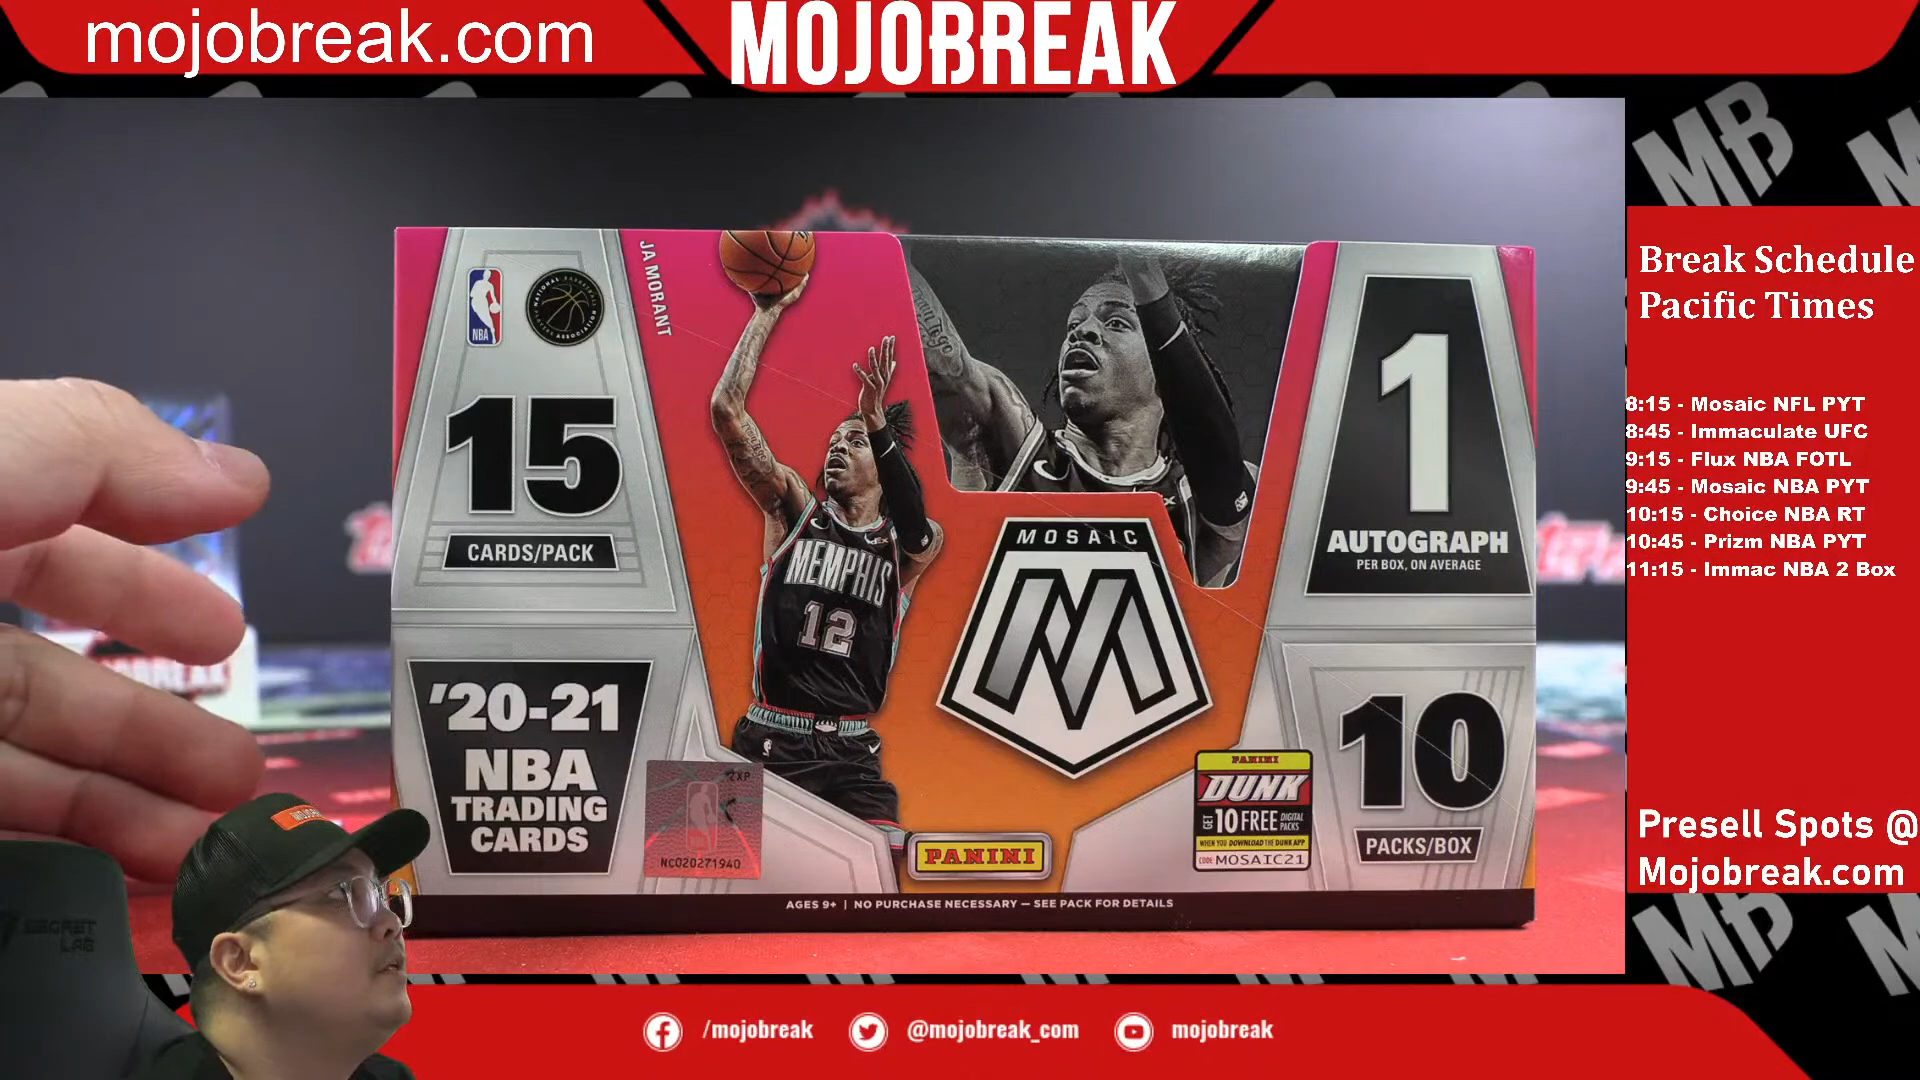 mojobreak.com
MOJOBREAK
Break Schedule
Pacific Times
8:15 - Mosaic NFL PYT
8:45 - Immaculate UFC
9:15 - Flux NBA FOTL
9:45 - Mosaic NBA PYT
10:15 - Choice NBA RT
10:45 - Prizm NBA PYT
11:15 - Immac NBA 2 Box
Presell Spots @
Mojobreak.com
NBA
JA MORANT
15
CARDS/PACK
'20-21
NBA
TRADING
CARDS
NC020271940
MEMPHIS
12
MOSAIC
PANINI
1
AUTOGRAPH
PER BOX, ON AVERAGE
PANINI
DUNK
GET 10 FREE DIGITAL PACKS
WHEN YOU DOWNLOAD THE DUNK APP
CODE: MOSAIC21
10
PACKS/BOX
AGES 9+ | NO PURCHASE NECESSARY — SEE PACK FOR DETAILS
SECRET
LAB
/mojobreak
@mojobreak_com
mojobreak
MB
MB